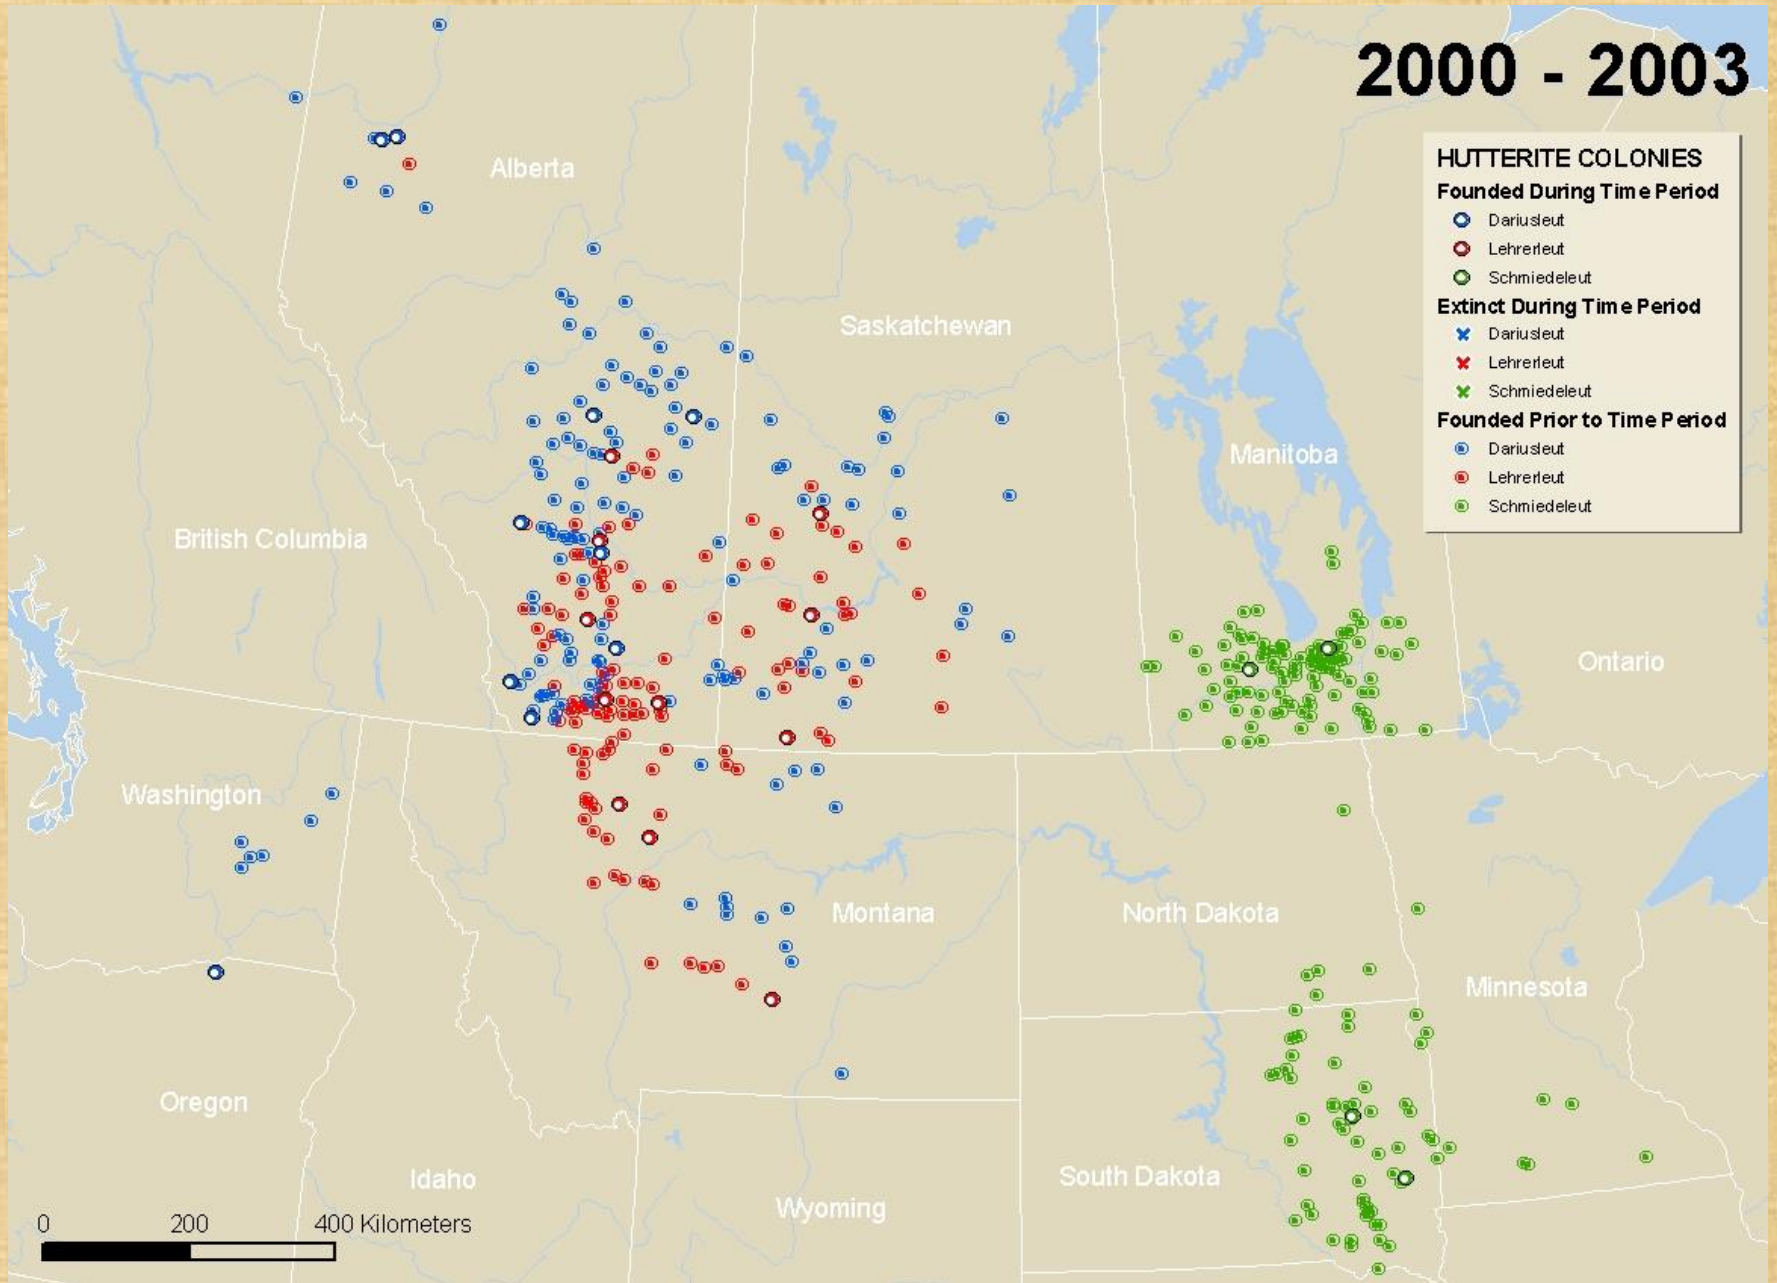 2000 - 2003
HUTTERITE COLONIES
Founded During Time Period
Dariusleut
Lehrerleut
Schmiedeleut
Extinct During Time Period
Dariusleut
Lehrerleut
Schmiedeleut
Founded Prior to Time Period
Dariusleut
Lehrerleut
Schmiedeleut
Alberta
Saskatchewan
Manitoba
British Columbia
Ontario
Washington
Montana
North Dakota
Minnesota
Oregon
Idaho
South Dakota
Wyoming
0 200 400 Kilometers